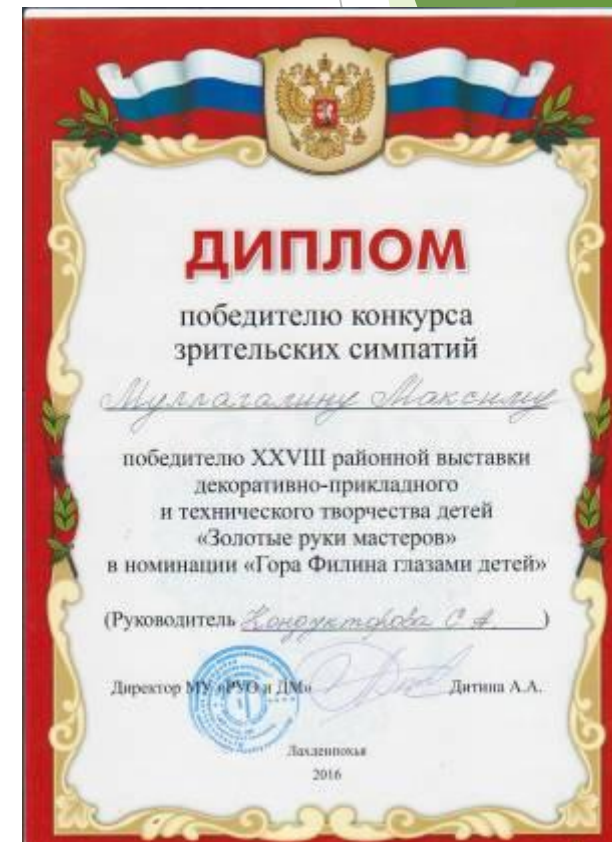 ДИПЛОМ
победителю конкурса
зрительских симпатий
Муллагалину Максиму
победителю XXVIII районной выставки
декоративно-прикладного
и технического творчества детей
«Золотые руки мастеров»
в номинации «Гора Филина глазами детей»
(Руководитель Кондукторова С А. )
Директор МУ «РУО и ДМ» Дитина А.А.
Лахденпохья
2016